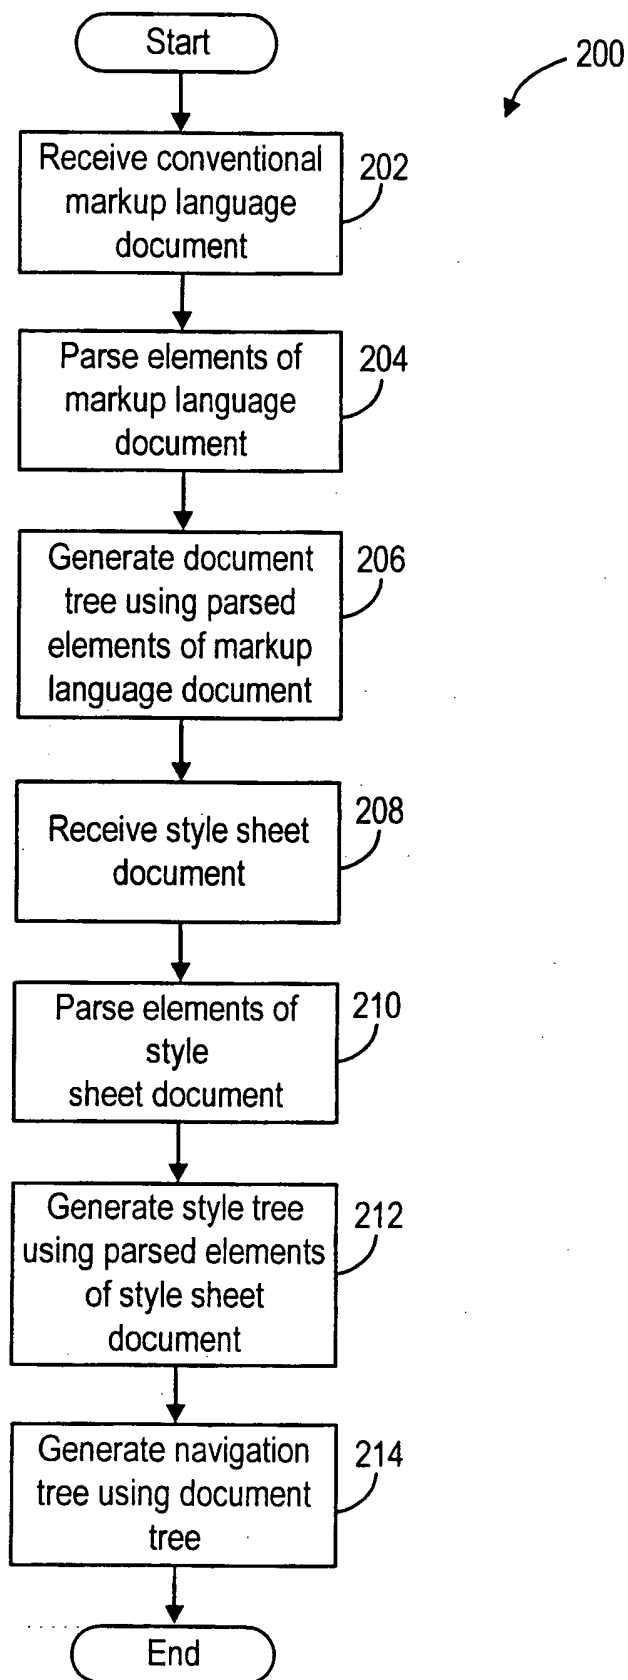 Start
200
Receive conventional
markup language
document
202
Parse elements of
markup language
document
204
Generate document
tree using parsed
elements of markup
language document
206
Receive style sheet
document
208
Parse elements of
style
sheet document
210
Generate style tree
using parsed elements
of style sheet
document
212
Generate navigation
tree using document
tree
214
End